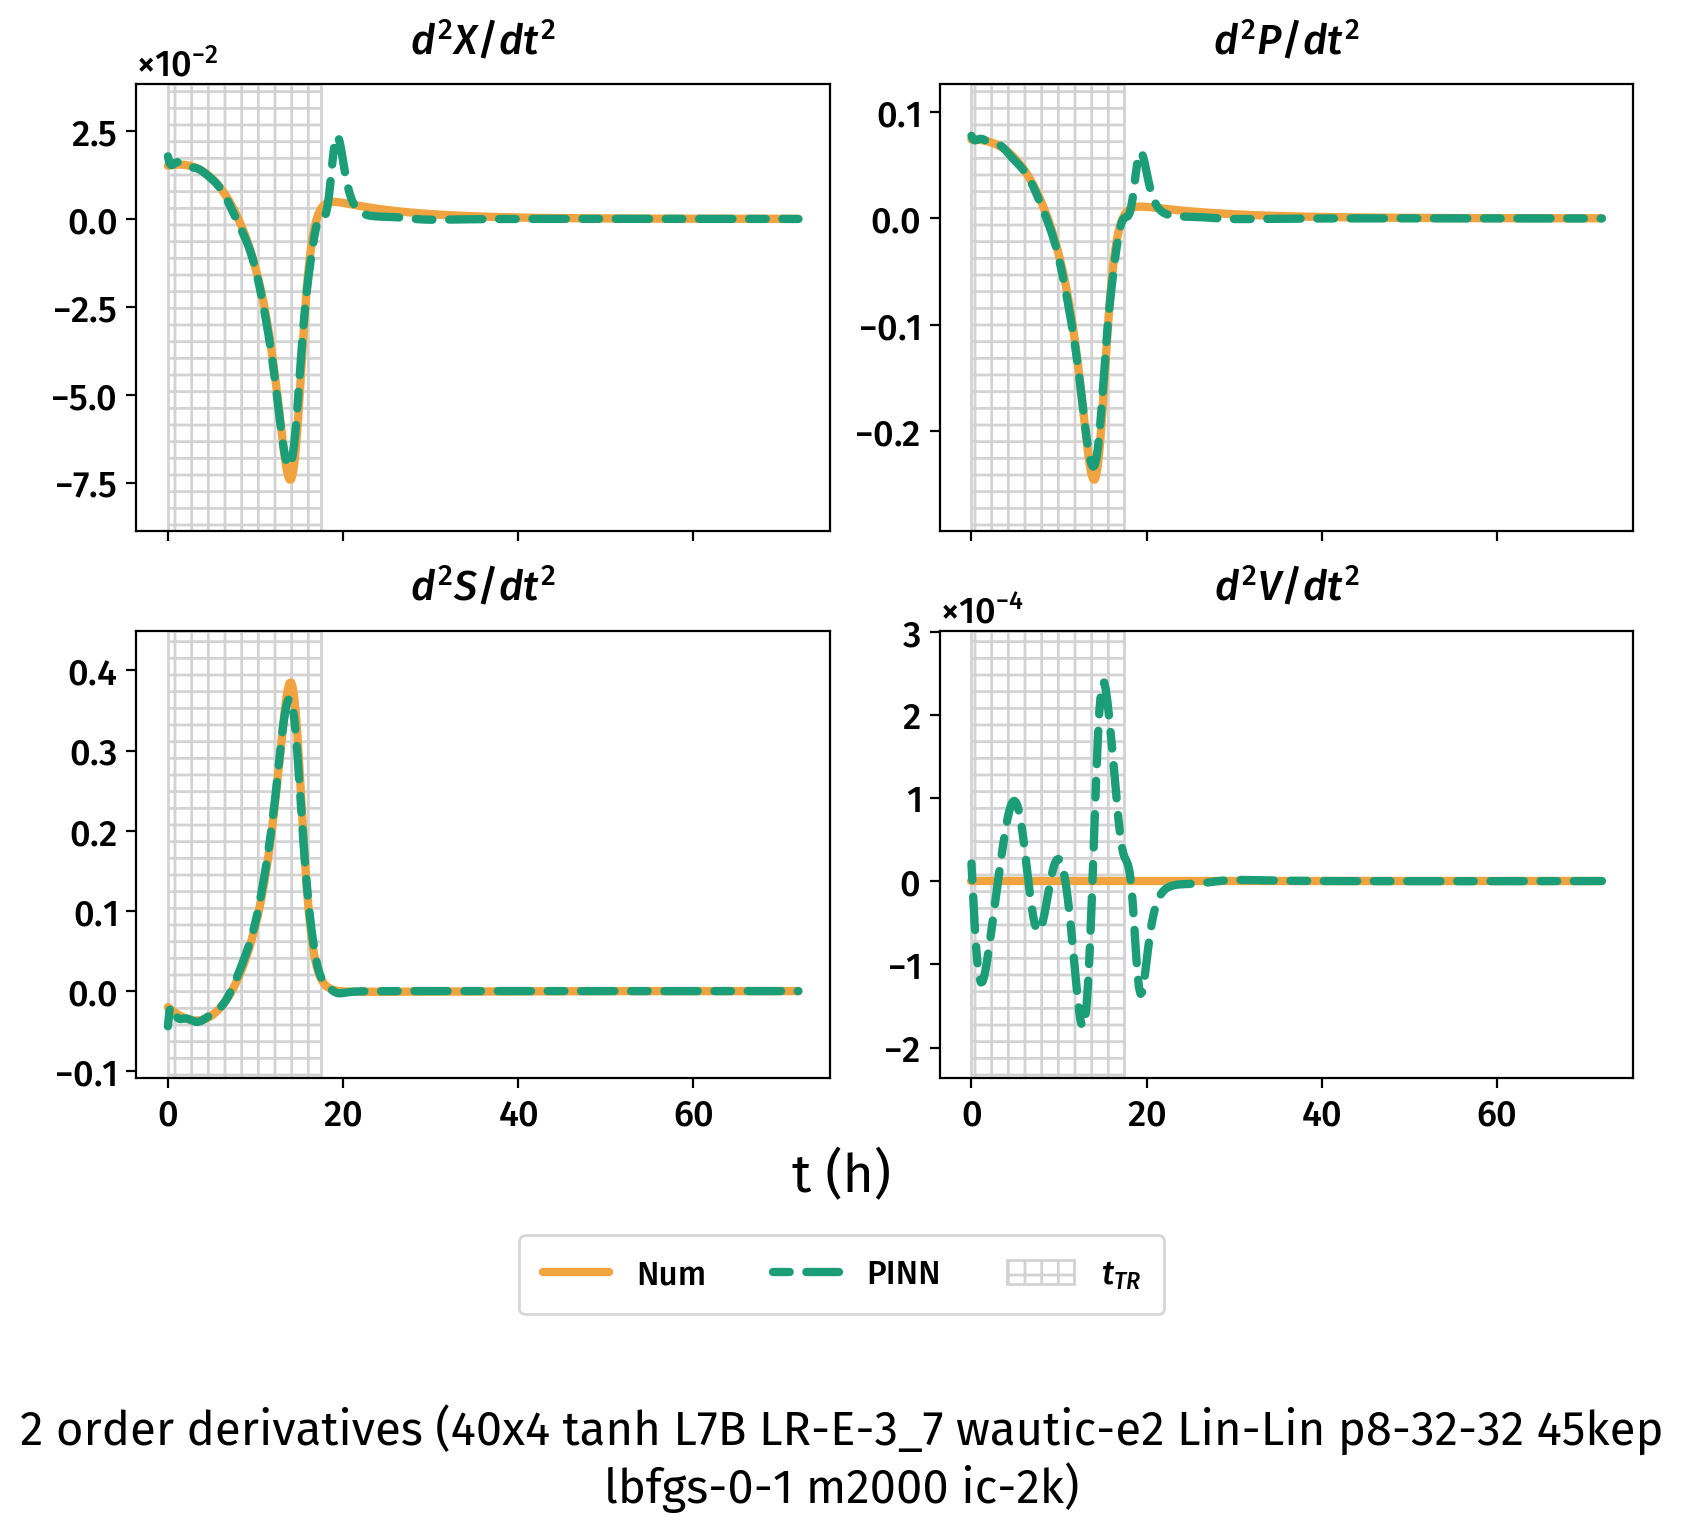 d²X/dt²
×10⁻²
2.5
0.0
−2.5
−5.0
−7.5
d²P/dt²
0.1
0.0
−0.1
−0.2
d²S/dt²
0.4
0.3
0.2
0.1
0.0
−0.1
0 20 40 60
d²V/dt²
×10⁻⁴
3
2
1
0
−1
−2
0 20 40 60
t (h)
Num PINN t_TR
2 order derivatives (40x4 tanh L7B LR-E-3_7 wautic-e2 Lin-Lin p8-32-32 45kep
lbfgs-0-1 m2000 ic-2k)